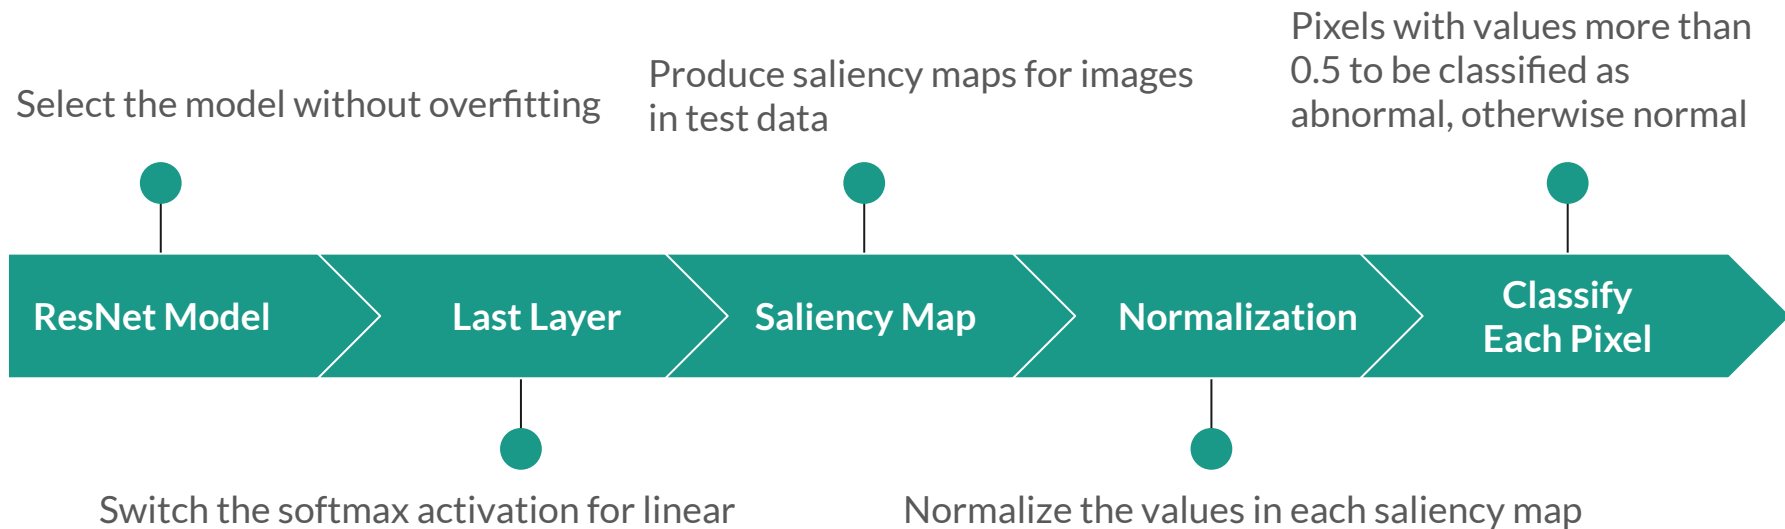 Select the model without overfitting
Produce saliency maps for images
in test data
Pixels with values more than
0.5 to be classified as
abnormal, otherwise normal
ResNet Model
Last Layer
Saliency Map
Normalization
Classify
Each Pixel
Switch the softmax activation for linear
Normalize the values in each saliency map